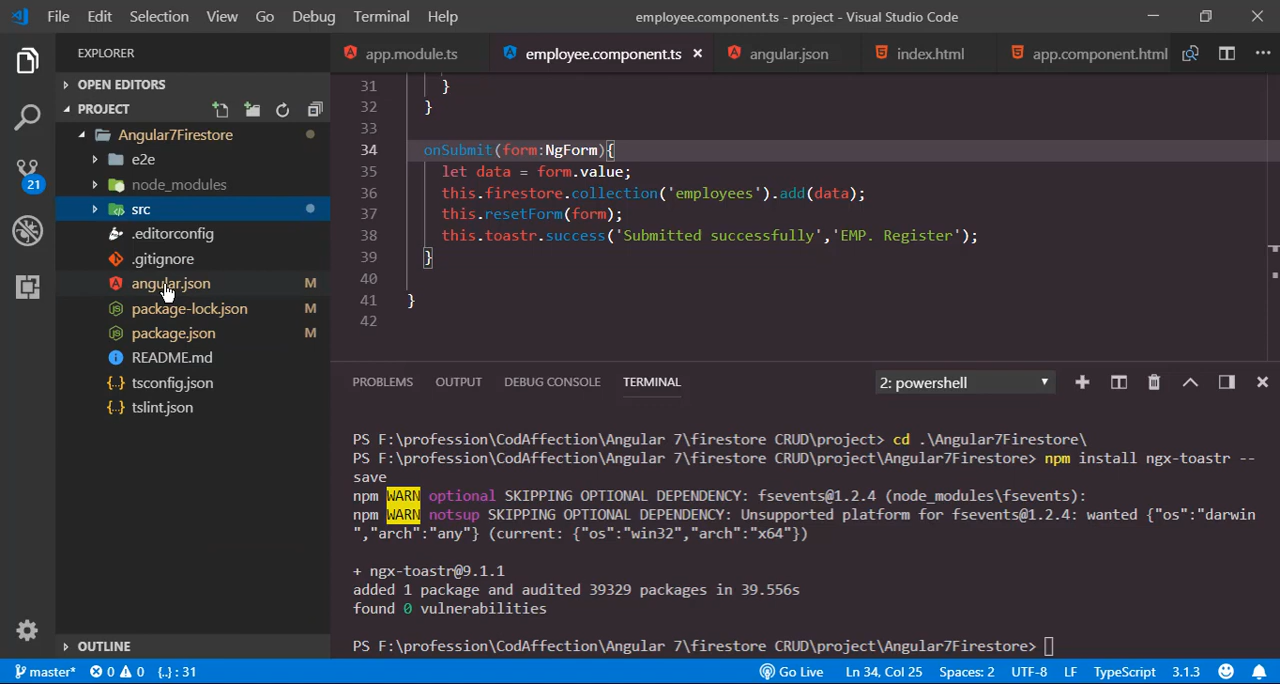 File Edit Selection View Go Debug Terminal Help employee.component.ts - project - Visual Studio Code
EXPLORER
OPEN EDITORS
PROJECT
Angular7Firestore
e2e
node_modules
src
.editorconfig
.gitignore
angular.json M
package-lock.json M
package.json M
README.md
tsconfig.json
tslint.json
OUTLINE
21
app.module.ts employee.component.ts angular.json index.html app.component.html
31 }
32 }
33
34 onSubmit(form:NgForm){
35 let data = form.value;
36 this.firestore.collection('employees').add(data);
37 this.resetForm(form);
38 this.toastr.success('Submitted successfully','EMP. Register');
39 }
40
41 }
42
PROBLEMS OUTPUT DEBUG CONSOLE TERMINAL 2: powershell
PS F:\profession\CodAffection\Angular 7\firestore CRUD\project> cd .\Angular7Firestore\
PS F:\profession\CodAffection\Angular 7\firestore CRUD\project\Angular7Firestore> npm install ngx-toastr --
save
npm WARN optional SKIPPING OPTIONAL DEPENDENCY: fsevents@1.2.4 (node_modules\fsevents):
npm WARN notsup SKIPPING OPTIONAL DEPENDENCY: Unsupported platform for fsevents@1.2.4: wanted {"os":"darwin
","arch":"any"} (current: {"os":"win32","arch":"x64"})
+ ngx-toastr@9.1.1
added 1 package and audited 39329 packages in 39.556s
found 0 vulnerabilities
PS F:\profession\CodAffection\Angular 7\firestore CRUD\project\Angular7Firestore>
master* 0 0 {..} : 31 Go Live Ln 34, Col 25 Spaces: 2 UTF-8 LF TypeScript 3.1.3